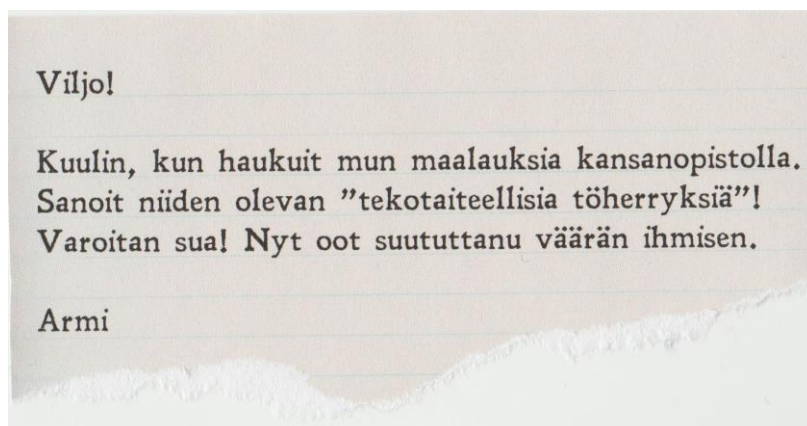 Viljo!
Kuulin, kun haukuit mun maalauksia kansanopistolla.
Sanoit niiden olevan ”tekotaiteellisia töherryksiä”!
Varoitan sua! Nyt oot suututtanu väärän ihmisen.
Armi